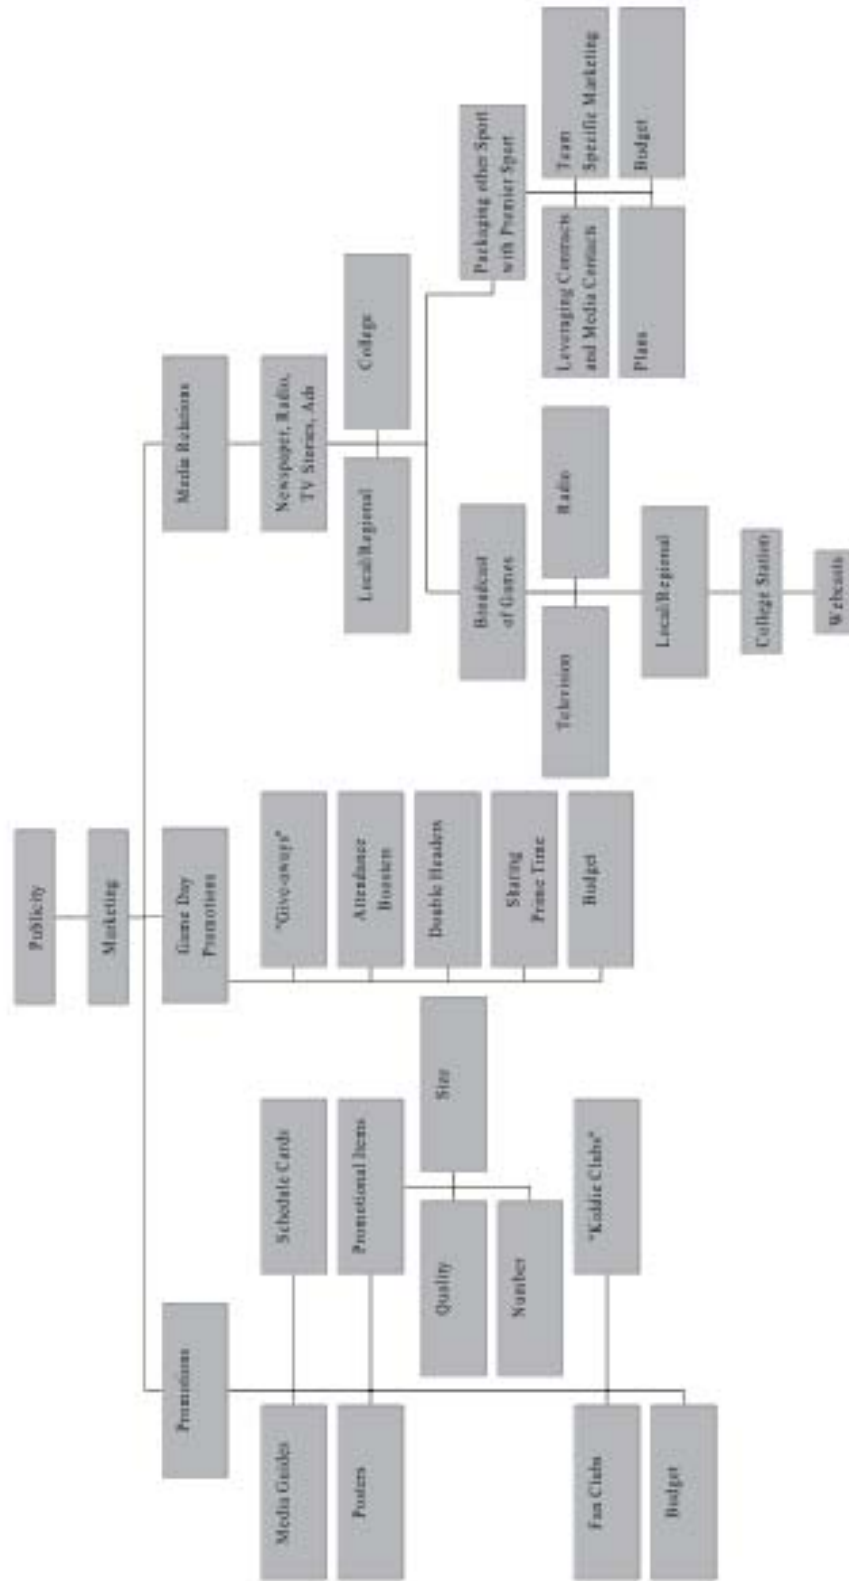 Publicity
Marketing
Promotions
Game Day
Promotions
Media Relations
Media Guides
Schedule Cards
"Give-aways"
Newspaper, Radio,
TV Stories, Ads
Posters
Promotional Items
Attendance
Boosters
Local/Regional
College
Quality
Size
Double Headers
Broadcast
of Games
Packaging other Sport
with Premier Sport
Number
Sharing
Prime Time
Television
Radio
Leveraging Contracts
and Media Contacts
Team
Specific Marketing
Fan Clubs
"Kiddie Clubs"
Budget
Local/Regional
Plans
Budget
Budget
College Station
Webcasts